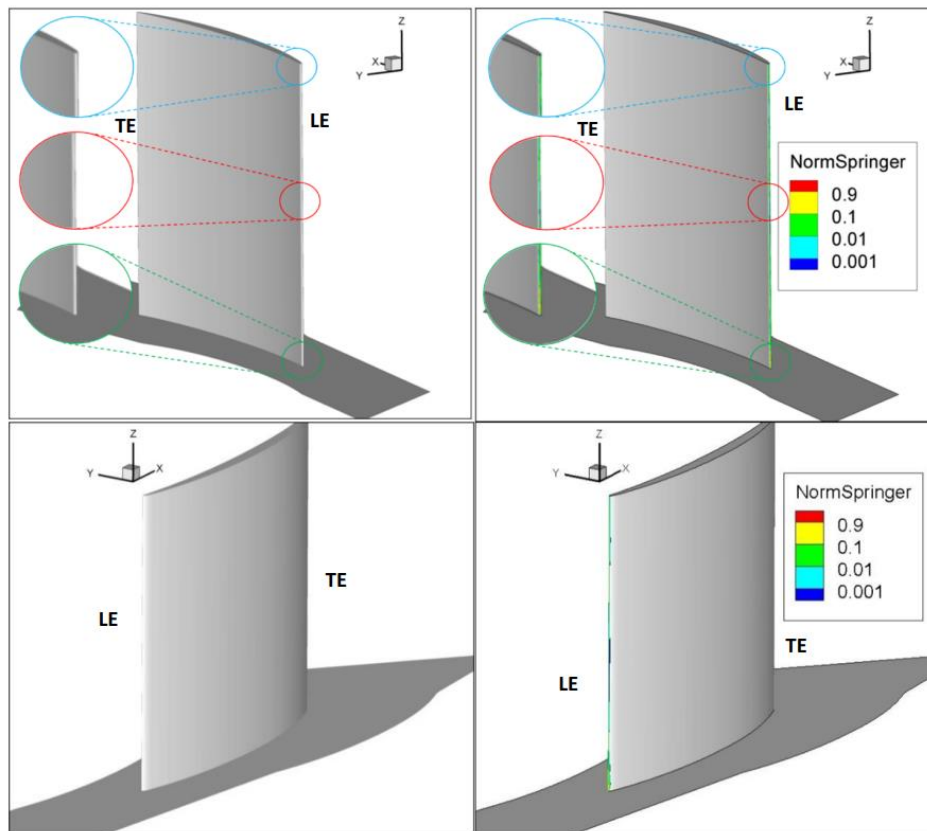 Z
X
Y
TE
LE
Z
X
Y
TE
LE
NormSpringer
0.9
0.1
0.01
0.001
Z
Y
X
LE
TE
Z
Y
X
NormSpringer
0.9
0.1
0.01
0.001
LE
TE